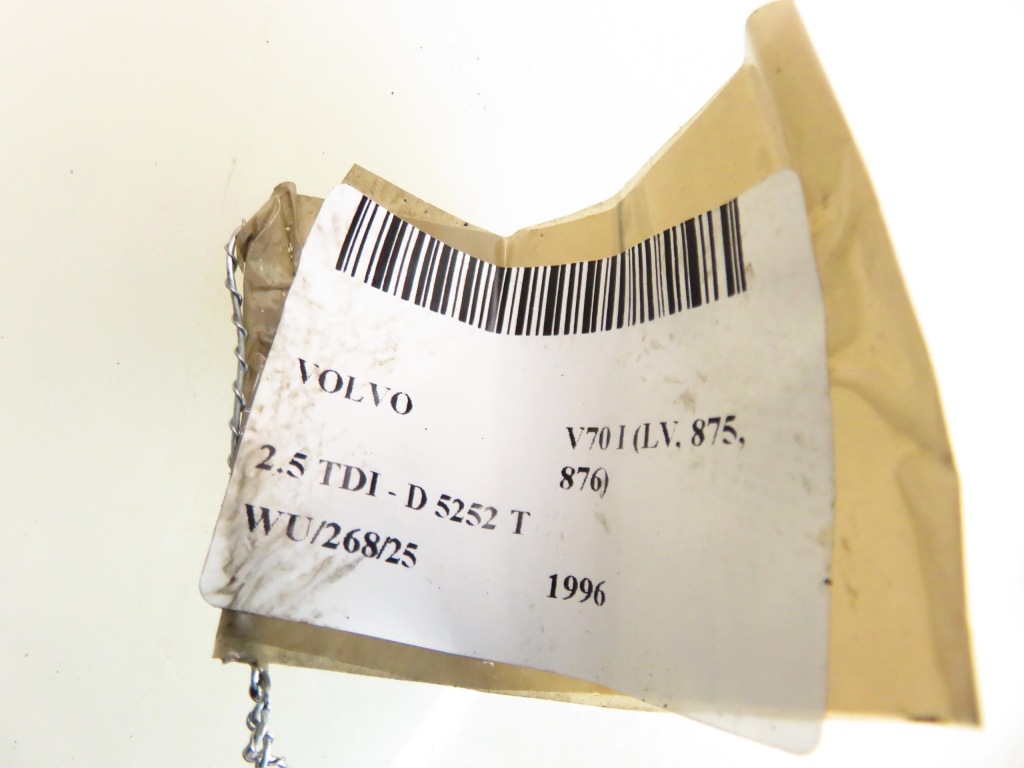 VOLVO
V70 I (LV, 875,
876)
2.5 TDI - D 5252 T
WU/268/25
1996